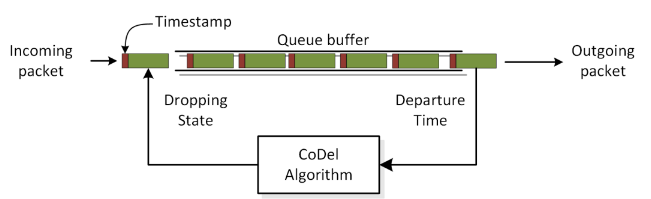 Timestamp
Incoming
packet
Queue buffer
Outgoing
packet
Dropping
State
Departure
Time
CoDel
Algorithm